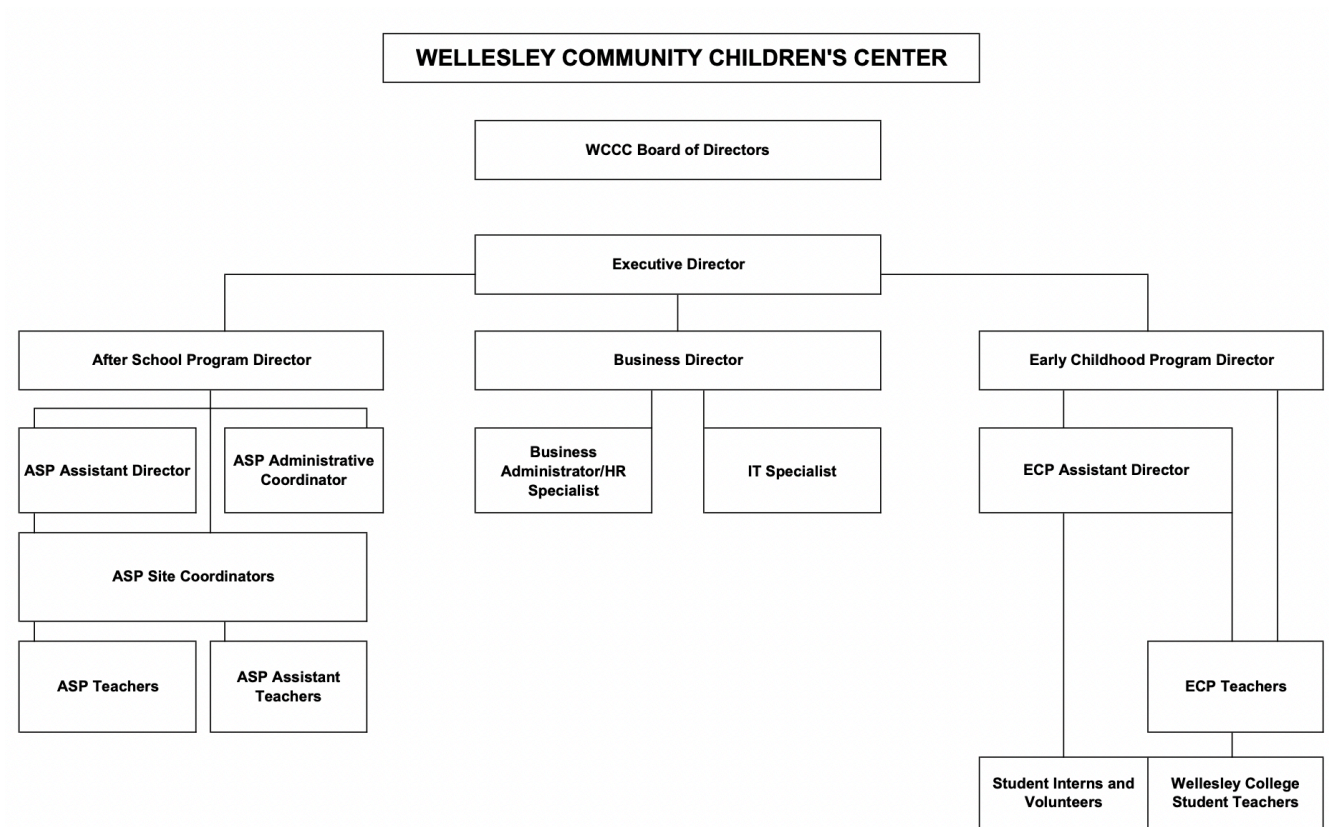 WELLESLEY COMMUNITY CHILDREN'S CENTER
WCCC Board of Directors
Executive Director
After School Program Director
Business Director
Early Childhood Program Director
ASP Assistant Director
ASP Administrative
Coordinator
Business
Administrator/HR
Specialist
IT Specialist
ECP Assistant Director
ASP Site Coordinators
ASP Teachers
ASP Assistant
Teachers
ECP Teachers
Student Interns and
Volunteers
Wellesley College
Student Teachers